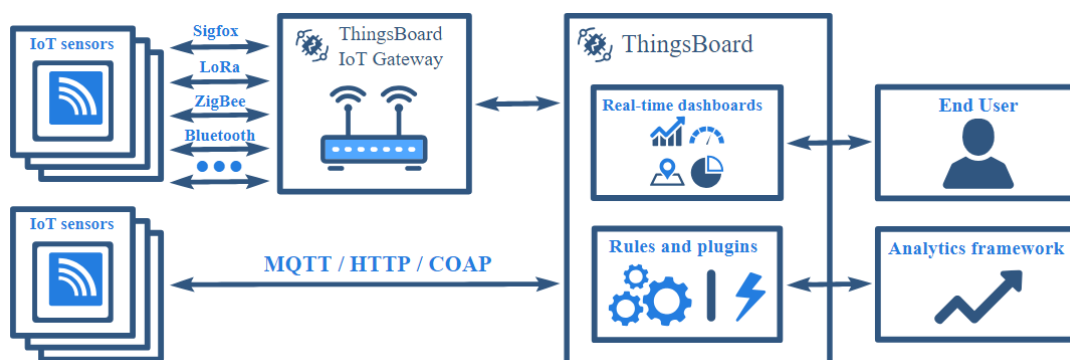 IoT sensors
Sigfox
LoRa
ZigBee
Bluetooth
ThingsBoard
IoT Gateway
ThingsBoard
Real-time dashboards
End User
IoT sensors
MQTT / HTTP / COAP
Rules and plugins
Analytics framework